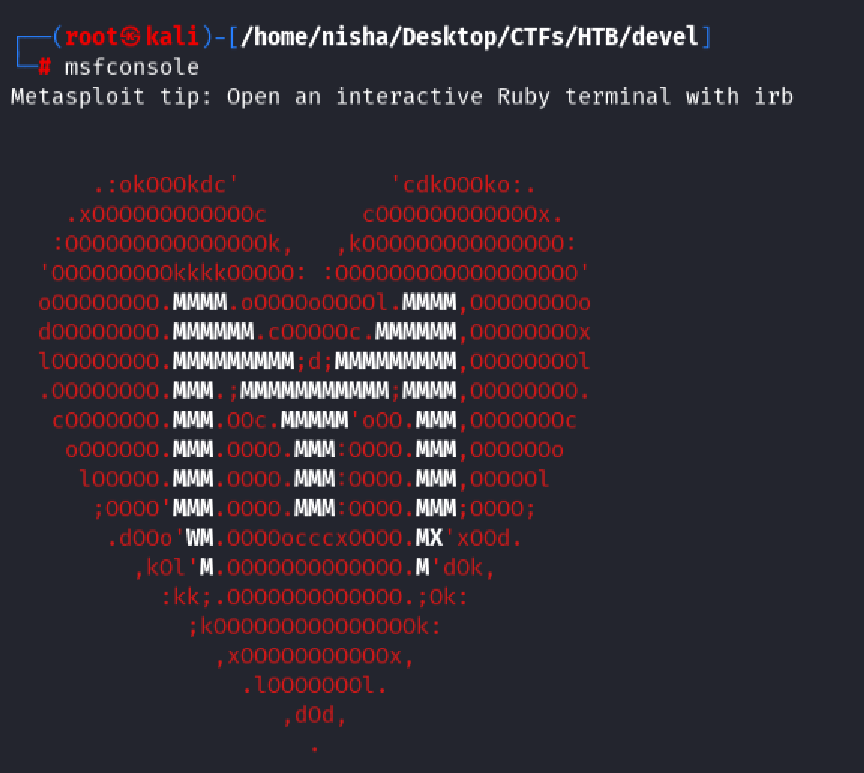 ┌──(root㉿kali)-[/home/nisha/Desktop/CTFs/HTB/devel]
└─# msfconsole
Metasploit tip: Open an interactive Ruby terminal with irb
.:okOOOkdc' 'cdkOOOko:.
.xOOOOOOOOOOOOc cOOOOOOOOOOOOx.
:OOOOOOOOOOOOOOOk, ,kOOOOOOOOOOOOOOO:
'OOOOOOOOOkkkkOOOOO: :OOOOOOOOOOOOOOOOOO'
oOOOOOOOO.MMMM.oOOOOoOOOOl.MMMM,OOOOOOOOo
dOOOOOOOO.MMMMMM.cOOOOOc.MMMMMM,OOOOOOOOx
lOOOOOOOO.MMMMMMMMM;d;MMMMMMMMM,OOOOOOOOl
.OOOOOOOO.MMM.;MMMMMMMMMMM;MMMM,OOOOOOOO.
cOOOOOOO.MMM.OOc.MMMMM'oOO.MMM,OOOOOOOc
oOOOOOO.MMM.OOOO.MMM:OOOO.MMM,OOOOOOo
lOOOOO.MMM.OOOO.MMM:OOOO.MMM,OOOOOl
;OOOO'MMM.OOOO.MMM:OOOO.MMM;OOOO;
.dOOo'WM.OOOOocccxOOOO.MX'xOOd.
,kOl'M.OOOOOOOOOOOOO.M'dOk,
:kk;.OOOOOOOOOOOOO.;Ok:
;kOOOOOOOOOOOOOOOk:
,xOOOOOOOOOOOx,
.lOOOOOOOl.
,dOd,
.